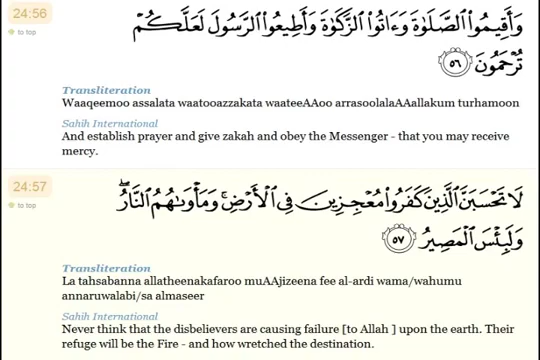 24:56
to top
وَأَقِيمُوا۟ ٱلصَّلَوٰةَ وَءَاتُوا۟ ٱلزَّكَوٰةَ وَأَطِيعُوا۟ ٱلرَّسُولَ لَعَلَّكُمْ
تُرْحَمُونَ ٥٦
Transliteration
Waaqeemoo assalata waatooazzakata waateeAAoo arrasoolalaAAallakum turhamoon
Sahih International
And establish prayer and give zakah and obey the Messenger - that you may receive
mercy.
24:57
to top
لَا تَحْسَبَنَّ ٱلَّذِينَ كَفَرُوا۟ مُعْجِزِينَ فِى ٱلْأَرْضِ ۚ وَمَأْوَىٰهُمُ ٱلنَّارُ ۖ
وَلَبِئْسَ ٱلْمَصِيرُ ٥٧
Transliteration
La tahsabanna allatheenakafaroo muAAjizeena fee al-ardi wama/wahumu
annaruwalabi/sa almaseer
Sahih International
Never think that the disbelievers are causing failure [to Allah ] upon the earth. Their
refuge will be the Fire - and how wretched the destination.